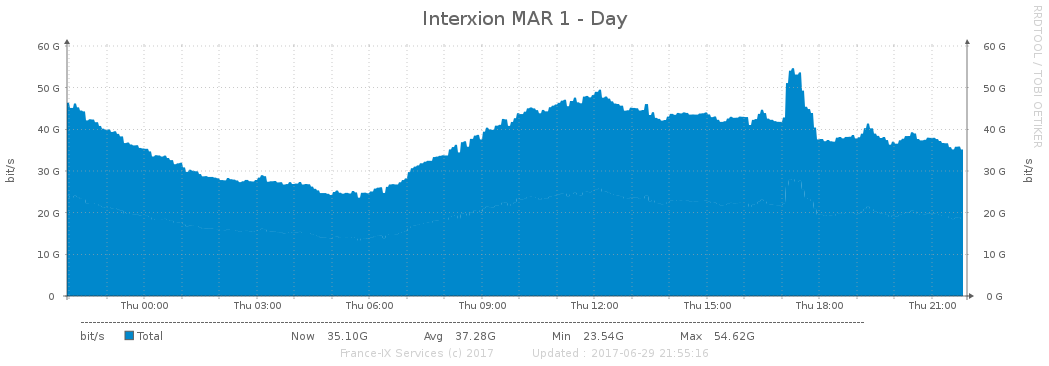 Interxion MAR 1 - Day
RRDTOOL / TOBI OETIKER
60 G 60 G
50 G 50 G
40 G 40 G
30 G 30 G
20 G 20 G
10 G 10 G
0 0 G
bit/s bit/s
Thu 00:00 Thu 03:00 Thu 06:00 Thu 09:00 Thu 12:00 Thu 15:00 Thu 18:00 Thu 21:00
bit/s Total Now 35.10G Avg 37.28G Min 23.54G Max 54.62G
France-IX Services (c) 2017 Updated : 2017-06-29 21:55:16